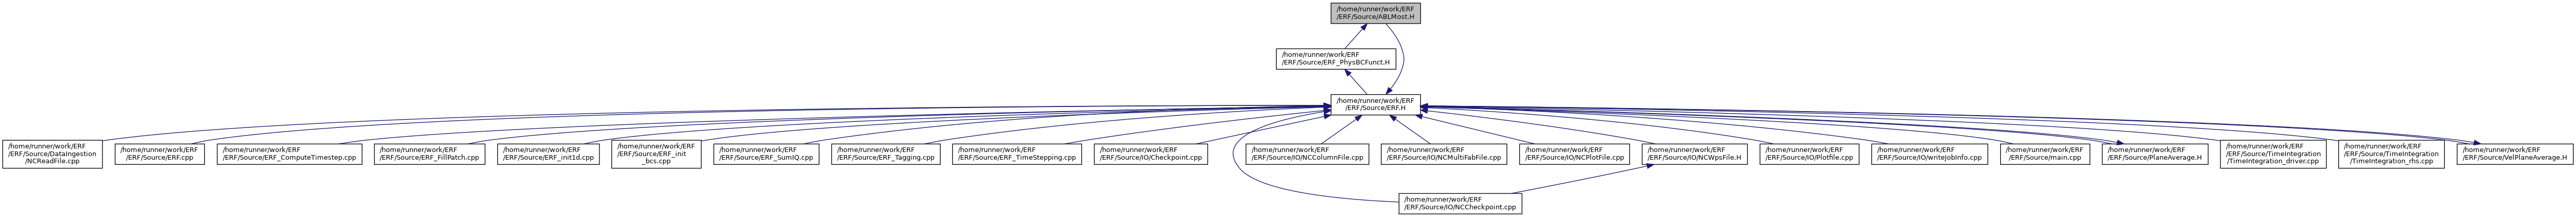 /home/runner/work/ERF
/ERF/Source/ABLMost.H
/home/runner/work/ERF
/ERF/Source/ERF_PhysBCFunct.H
/home/runner/work/ERF
/ERF/Source/ERF.H
/home/runner/work/ERF
/ERF/Source/DataIngestion
/NCReadFile.cpp
/home/runner/work/ERF
/ERF/Source/ERF.cpp
/home/runner/work/ERF
/ERF/Source/ERF_ComputeTimestep.cpp
/home/runner/work/ERF
/ERF/Source/ERF_FillPatch.cpp
/home/runner/work/ERF
/ERF/Source/ERF_init1d.cpp
/home/runner/work/ERF
/ERF/Source/ERF_init
_bcs.cpp
/home/runner/work/ERF
/ERF/Source/ERF_SumIQ.cpp
/home/runner/work/ERF
/ERF/Source/ERF_Tagging.cpp
/home/runner/work/ERF
/ERF/Source/ERF_TimeStepping.cpp
/home/runner/work/ERF
/ERF/Source/IO/Checkpoint.cpp
/home/runner/work/ERF
/ERF/Source/IO/NCColumnFile.cpp
/home/runner/work/ERF
/ERF/Source/IO/NCMultiFabFile.cpp
/home/runner/work/ERF
/ERF/Source/IO/NCPlotFile.cpp
/home/runner/work/ERF
/ERF/Source/IO/NCWpsFile.H
/home/runner/work/ERF
/ERF/Source/IO/Plotfile.cpp
/home/runner/work/ERF
/ERF/Source/IO/writeJobInfo.cpp
/home/runner/work/ERF
/ERF/Source/main.cpp
/home/runner/work/ERF
/ERF/Source/PlaneAverage.H
/home/runner/work/ERF
/ERF/Source/TimeIntegration
/TimeIntegration_driver.cpp
/home/runner/work/ERF
/ERF/Source/TimeIntegration
/TimeIntegration_rhs.cpp
/home/runner/work/ERF
/ERF/Source/VelPlaneAverage.H
/home/runner/work/ERF
/ERF/Source/IO/NCCheckpoint.cpp